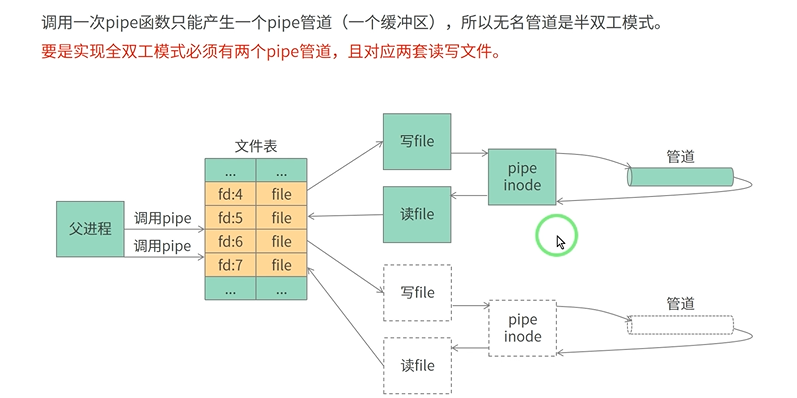 调用一次pipe函数只能产生一个pipe管道（一个缓冲区），所以无名管道是半双工模式。
要是实现全双工模式必须有两个pipe管道，且对应两套读写文件。
文件表
... ...
fd:4 file
fd:5 file
fd:6 file
fd:7 file
... ...
父进程
调用pipe
调用pipe
写file
读file
pipe
inode
管道
写file
读file
pipe
inode
管道